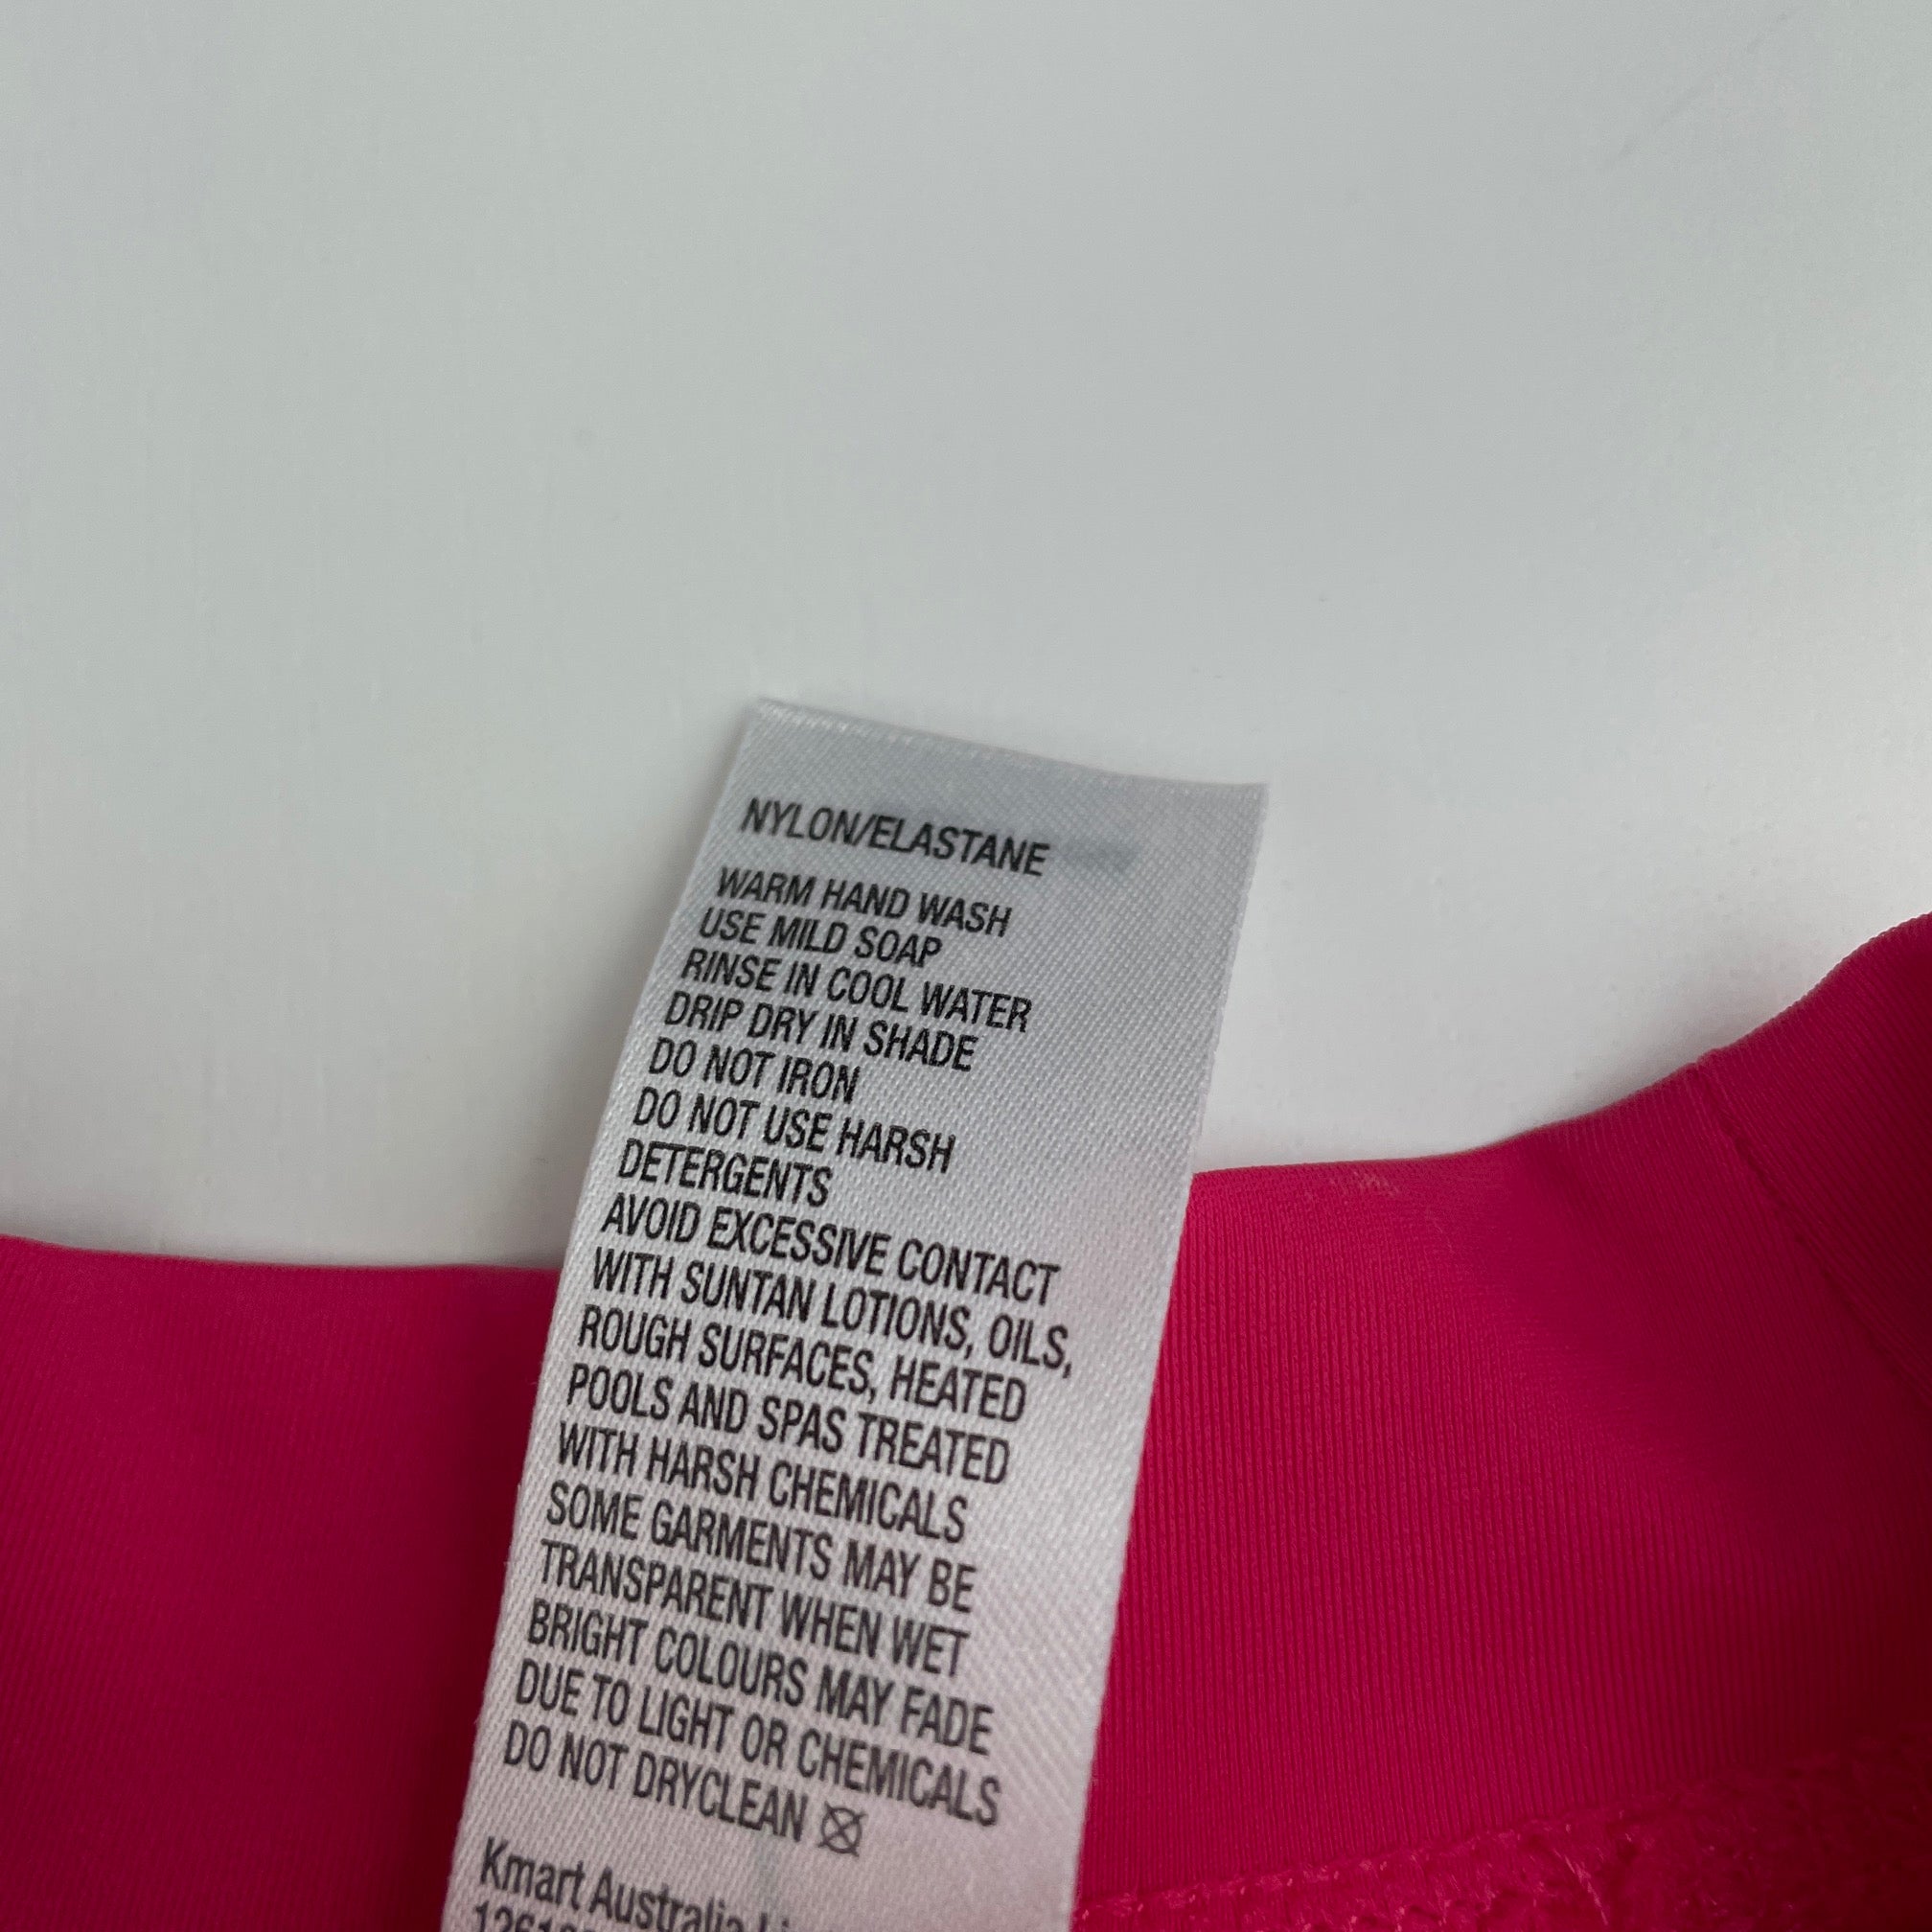 NYLON/ELASTANE
WARM HAND WASH
USE MILD SOAP
RINSE IN COOL WATER
DRIP DRY IN SHADE
DO NOT IRON
DO NOT USE HARSH
DETERGENTS
AVOID EXCESSIVE CONTACT
WITH SUNTAN LOTIONS, OILS,
ROUGH SURFACES, HEATED
POOLS AND SPAS TREATED
WITH HARSH CHEMICALS
SOME GARMENTS MAY BE
TRANSPARENT WHEN WET
BRIGHT COLOURS MAY FADE
DUE TO LIGHT OR CHEMICALS
DO NOT DRYCLEAN
Kmart Australia